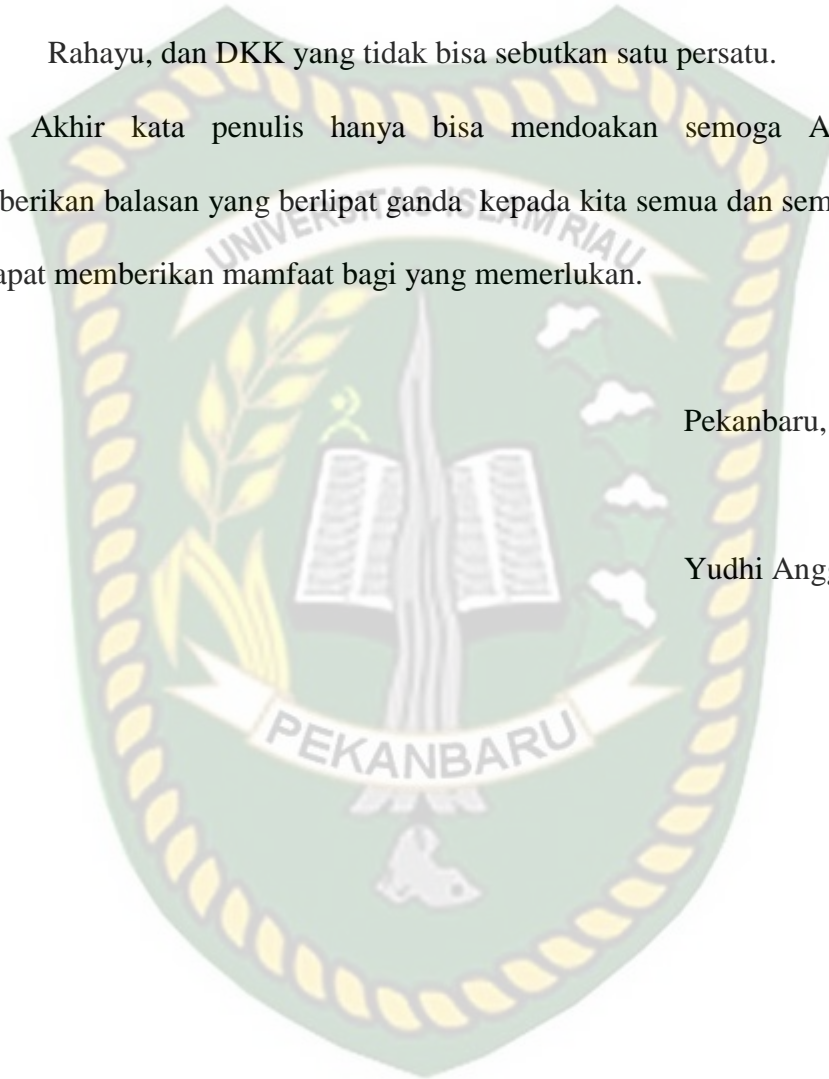 Rahayu, dan DKK yang tidak bisa sebutkan satu persatu.
Akhir kata penulis hanya bisa mendoakan semoga A
berikan balasan yang berlipat ganda kepada kita semua dan sem
apat memberikan mamfaat bagi yang memerlukan.
UNIVERSITAS ISLAM RIAU
Pekanbaru,
Yudhi Ang
PEKANBARU